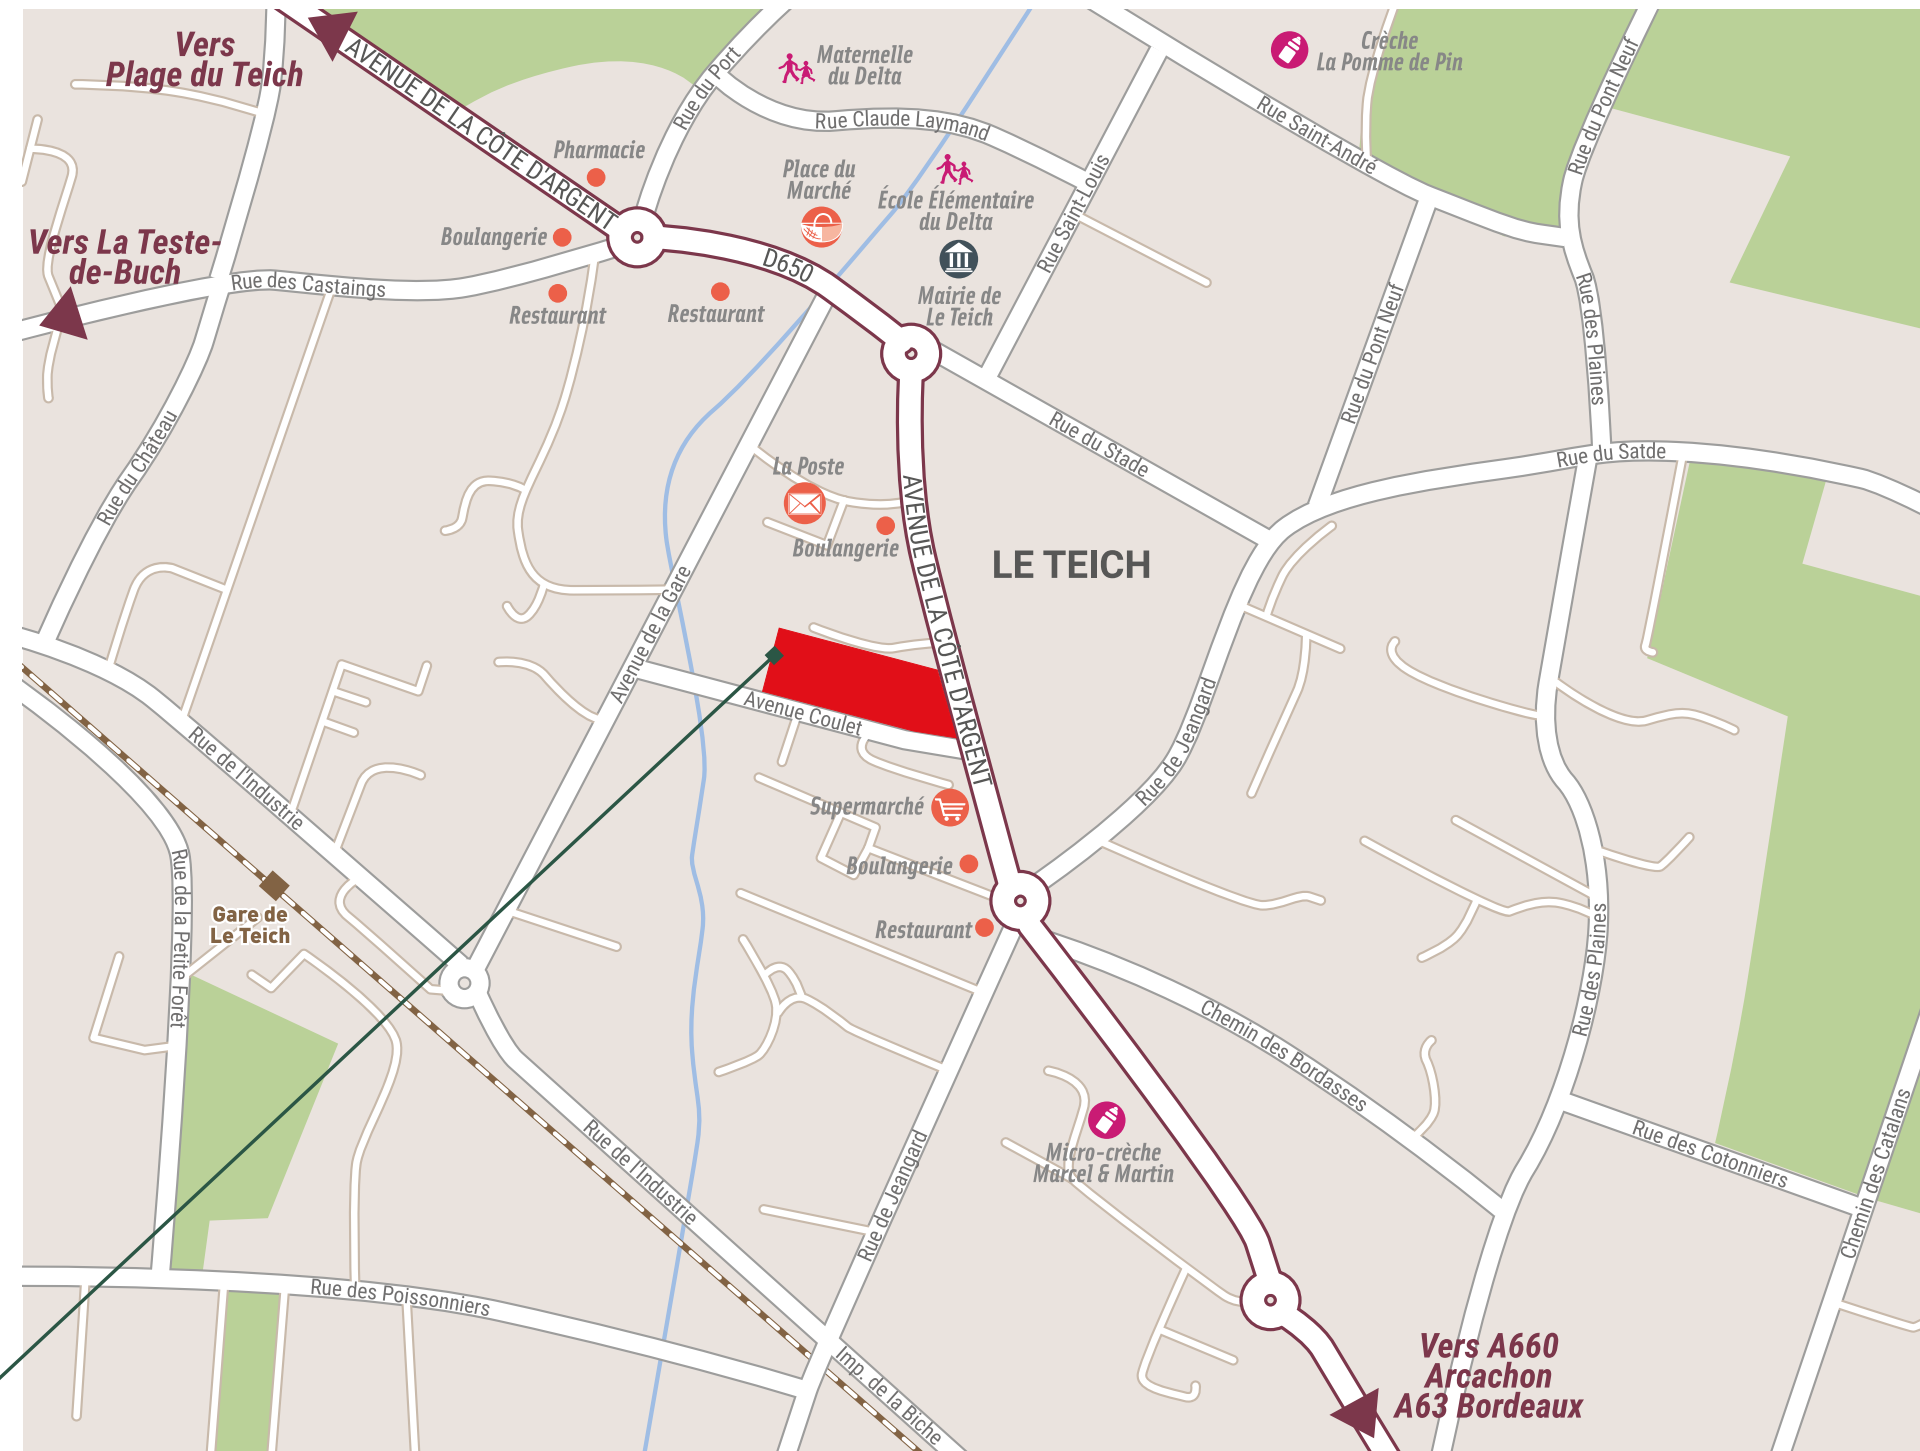 Vers
Plage du Teich
AVENUE DE LA COTE D'ARGENT
Rue du Port
Maternelle
du Delta
Crèche
La Pomme de Pin
Rue Claude Laymand
Rue Saint-André
Rue du Pont Neuf
Pharmacie
Place du
Marché
École Élémentaire
du Delta
Rue Saint-Louis
Vers La Teste-
de-Buch
Boulangerie
D650
Mairie de
Le Teich
Rue des Castaings
Restaurant
Restaurant
Rue du Pont Neuf
Rue des Plaines
Rue du Château
Rue du Stade
Rue du Satde
La Poste
Boulangerie
AVENUE DE LA COTE D'ARGENT
LE TEICH
Avenue de la Gare
Avenue Coulet
Rue de Jeangard
Rue de l'Industrie
Supermarché
Boulangerie
Rue de la Petite Forêt
Gare de
Le Teich
Restaurant
Rue des Plaines
Chemin des Bordasses
Rue de l'Industrie
Micro-crèche
Marcel & Martin
Rue de Jeangard
Rue des Cotonniers
Chemin des Catalans
Rue des Poissonniers
Imp. de la Biche
Vers A660
Arcachon
A63 Bordeaux